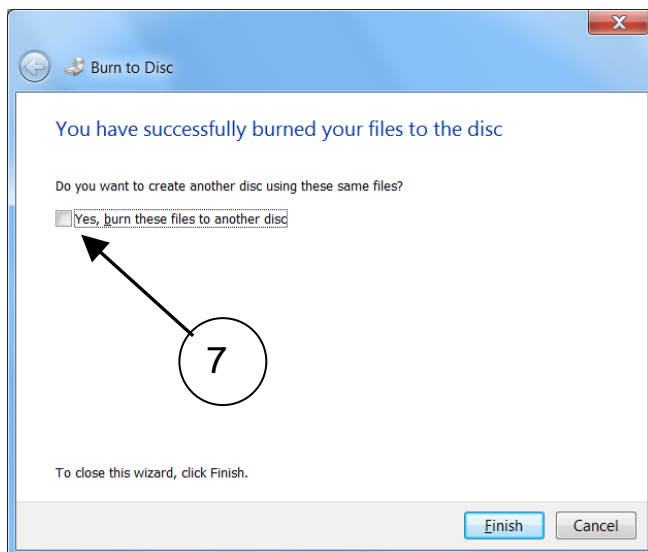 Burn to Disc
You have successfully burned your files to the disc
Do you want to create another disc using these same files?
Yes, burn these files to another disc
7
To close this wizard, click Finish.
Finish Cancel